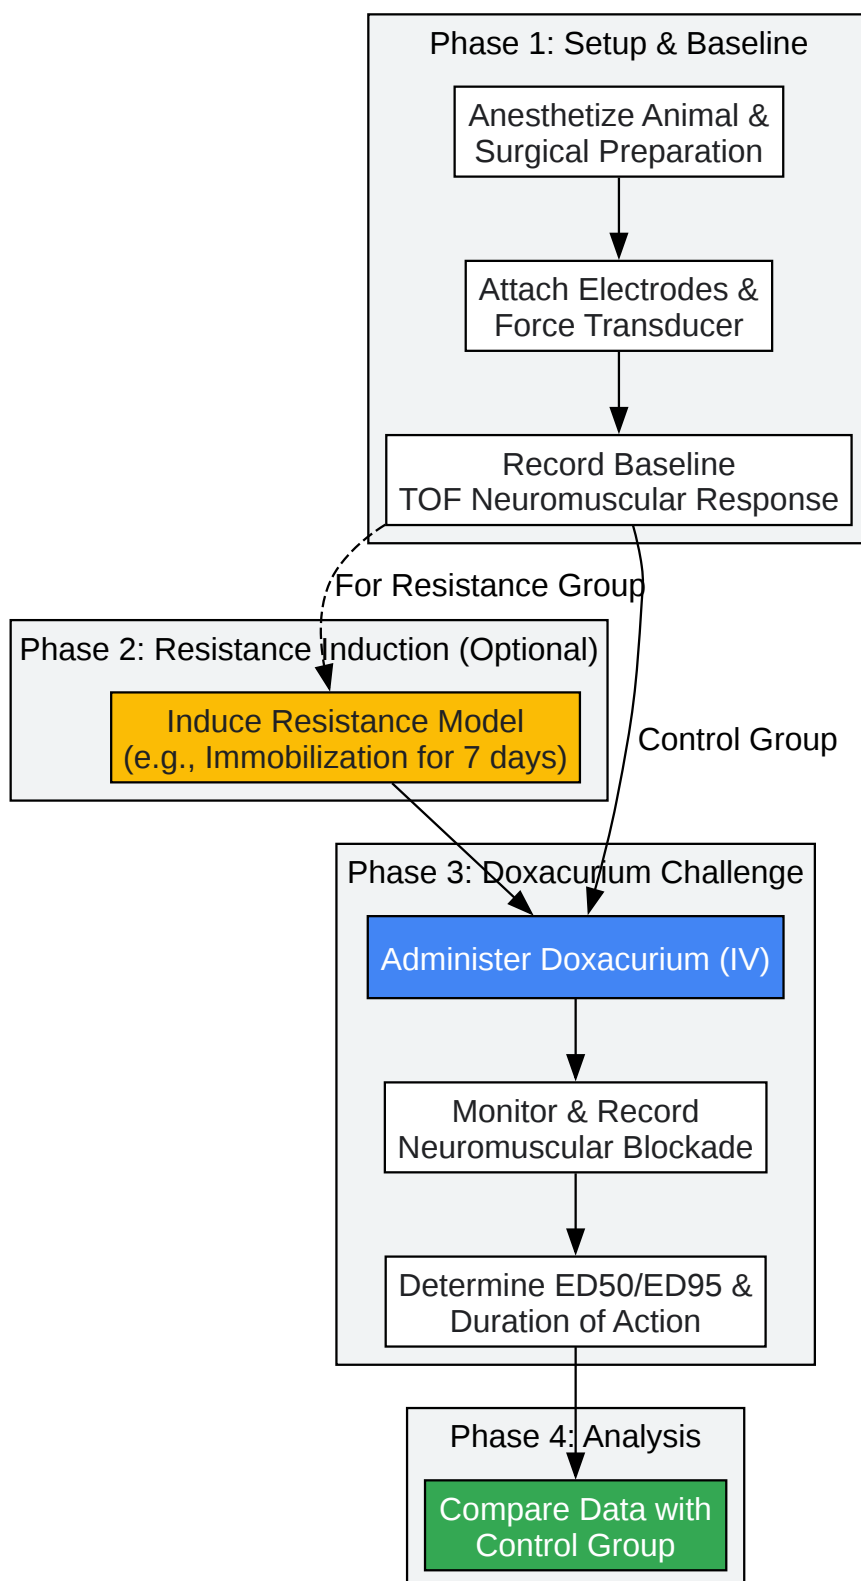 Phase 1: Setup & Baseline
Anesthetize Animal &
Surgical Preparation
Attach Electrodes &
Force Transducer
Record Baseline
TOF Neuromuscular Response
For Resistance Group
Phase 2: Resistance Induction (Optional)
Induce Resistance Model
(e.g., Immobilization for 7 days)
Control Group
Phase 3: Doxacurium Challenge
Administer Doxacurium (IV)
Monitor & Record
Neuromuscular Blockade
Determine ED50/ED95 &
Duration of Action
Phase 4: Analysis
Compare Data with
Control Group